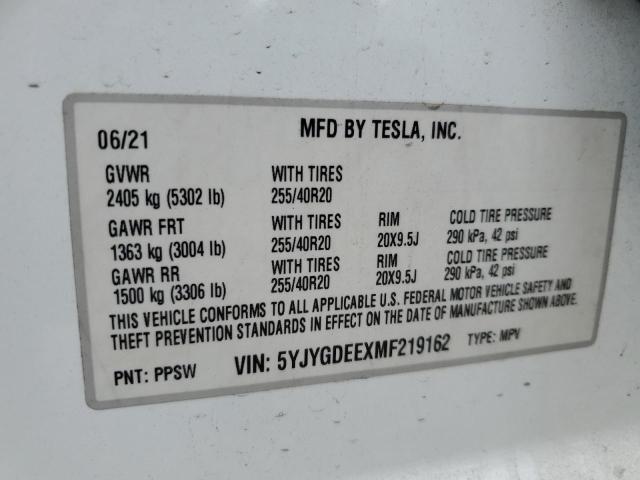 06/21 MFD BY TESLA, INC.
GVWR WITH TIRES
2405 kg (5302 lb) 255/40R20
GAWR FRT WITH TIRES RIM COLD TIRE PRESSURE
1363 kg (3004 lb) 255/40R20 20X9.5J 290 kPa, 42 psi
GAWR RR WITH TIRES RIM COLD TIRE PRESSURE
1500 kg (3306 lb) 255/40R20 20X9.5J 290 kPa, 42 psi
THIS VEHICLE CONFORMS TO ALL APPLICABLE U.S. FEDERAL MOTOR VEHICLE SAFETY AND
THEFT PREVENTION STANDARDS IN EFFECT ON THE DATE OF MANUFACTURE SHOWN ABOVE.
PNT: PPSW VIN: 5YJYGDEEXMF219162 TYPE: MPV